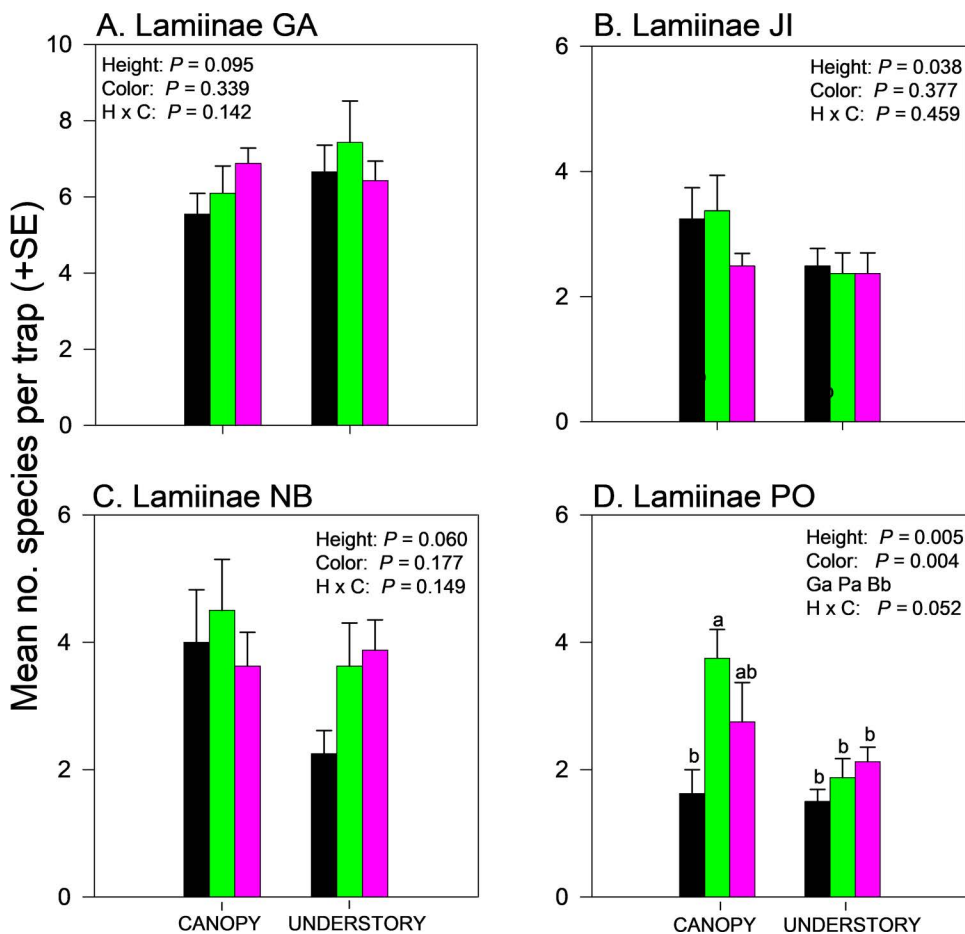 Mean no. species per trap (+SE)
A. Lamiinae GA
Height: P = 0.095
Color: P = 0.339
H x C: P = 0.142
10
8
6
4
2
0
B. Lamiinae JI
Height: P = 0.038
Color: P = 0.377
H x C: P = 0.459
6
4
2
0
C. Lamiinae NB
Height: P = 0.060
Color: P = 0.177
H x C: P = 0.149
6
4
2
0
CANOPY UNDERSTORY
D. Lamiinae PO
Height: P = 0.005
Color: P = 0.004
Ga Pa Bb
H x C: P = 0.052
6
4
2
0
b a ab b b b
CANOPY UNDERSTORY